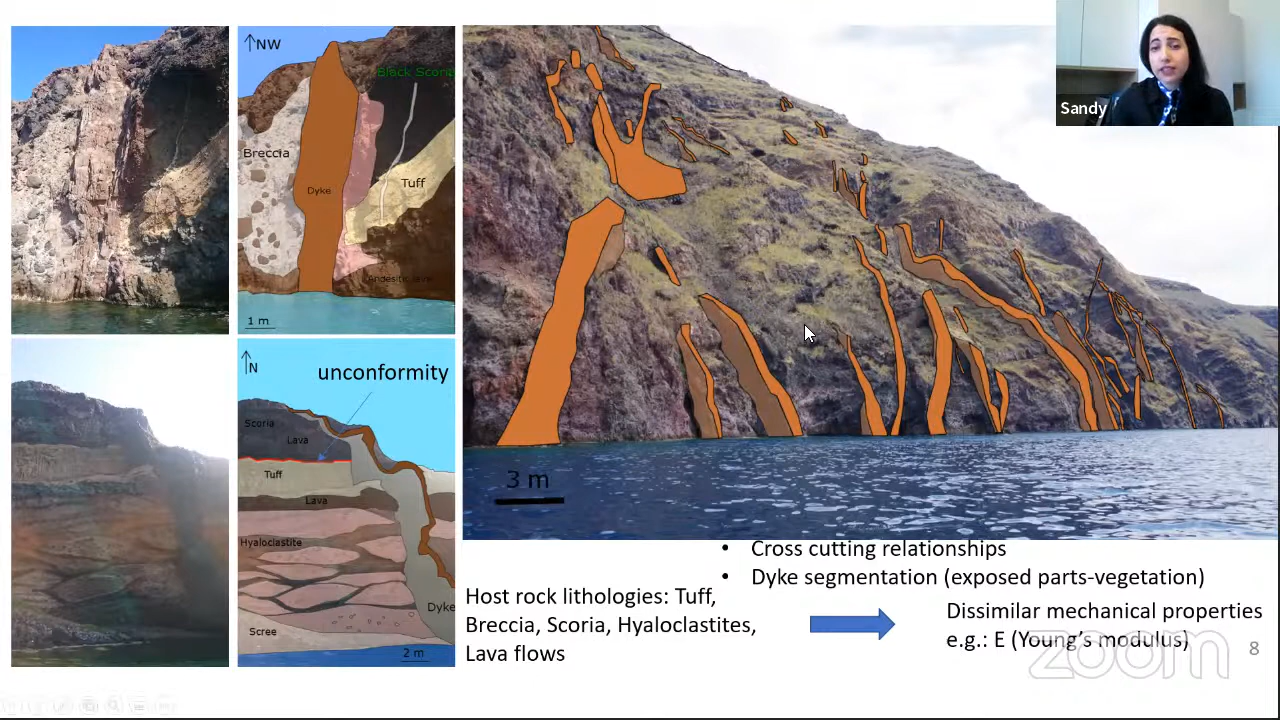 NW
Black Scoria
Breccia
Dyke
Tuff
Andesitic lava
1 m
N
unconformity
Scoria
Lava
Tuff
Lava
Hyaloclastite
Dyke
Scree
2 m
3 m
Sandy
• Cross cutting relationships
• Dyke segmentation (exposed parts-vegetation)
Host rock lithologies: Tuff,
Breccia, Scoria, Hyaloclastites,
Lava flows
Dissimilar mechanical properties
e.g.: E (Young's modulus)
8
zoom